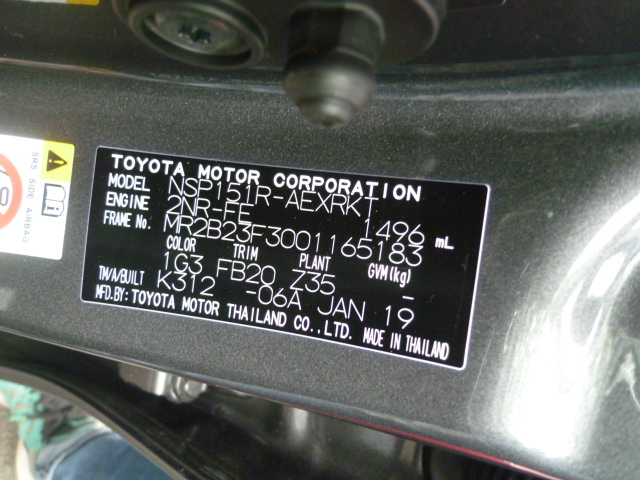 TOYOTA MOTOR CORPORATION
MODEL NSP151R-AEXRKT
ENGINE 2NR-FE 1496 mL
FRAME No. MR2B23F3001165183
COLOR TRIM PLANT GVM(kg)
1G3 FB20 Z35 -
TM/A/BUILT K312 -06A JAN 19
MFD.BY: TOYOTA MOTOR THAILAND CO.,LTD. MADE IN THAILAND
SRS SIDE AIRBAG